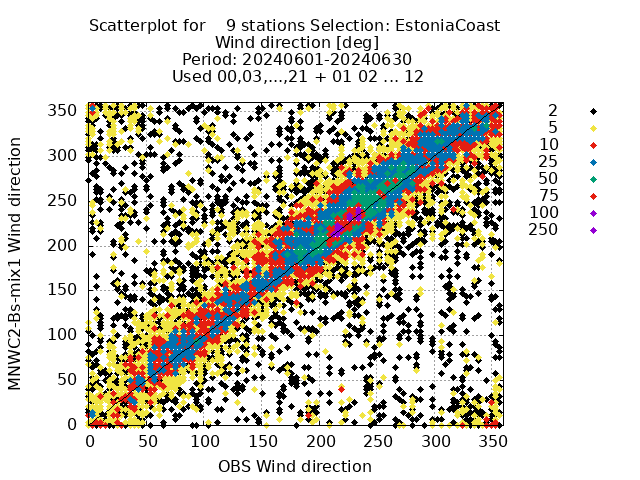 Scatterplot for 9 stations Selection: EstoniaCoast
Wind direction [deg]
Period: 20240601-20240630
Used 00,03,...,21 + 01 02 ... 12
MNWC2-Bs-mix1 Wind direction
350
300
250
200
150
100
50
0
0 50 100 150 200 250 300 350
OBS Wind direction
2
5
10
25
50
75
100
250